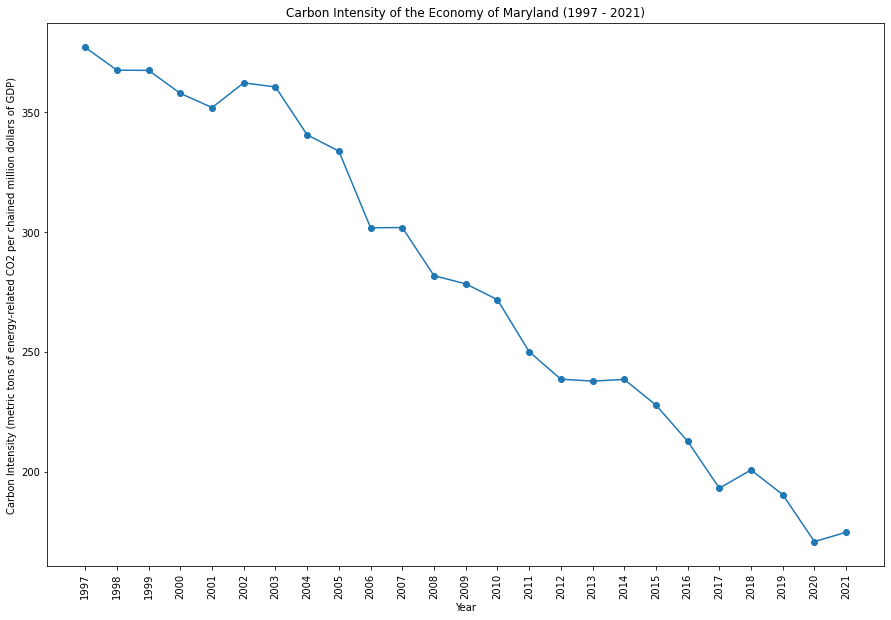 Carbon Intensity of the Economy of Maryland (1997 - 2021)
Carbon Intensity (metric tons of energy-related CO2 per chained million dollars of GDP)
350
300
250
200
1997 1998 1999 2000 2001 2002 2003 2004 2005 2006 2007 2008 2009 2010 2011 2012 2013 2014 2015 2016 2017 2018 2019 2020 2021
Year